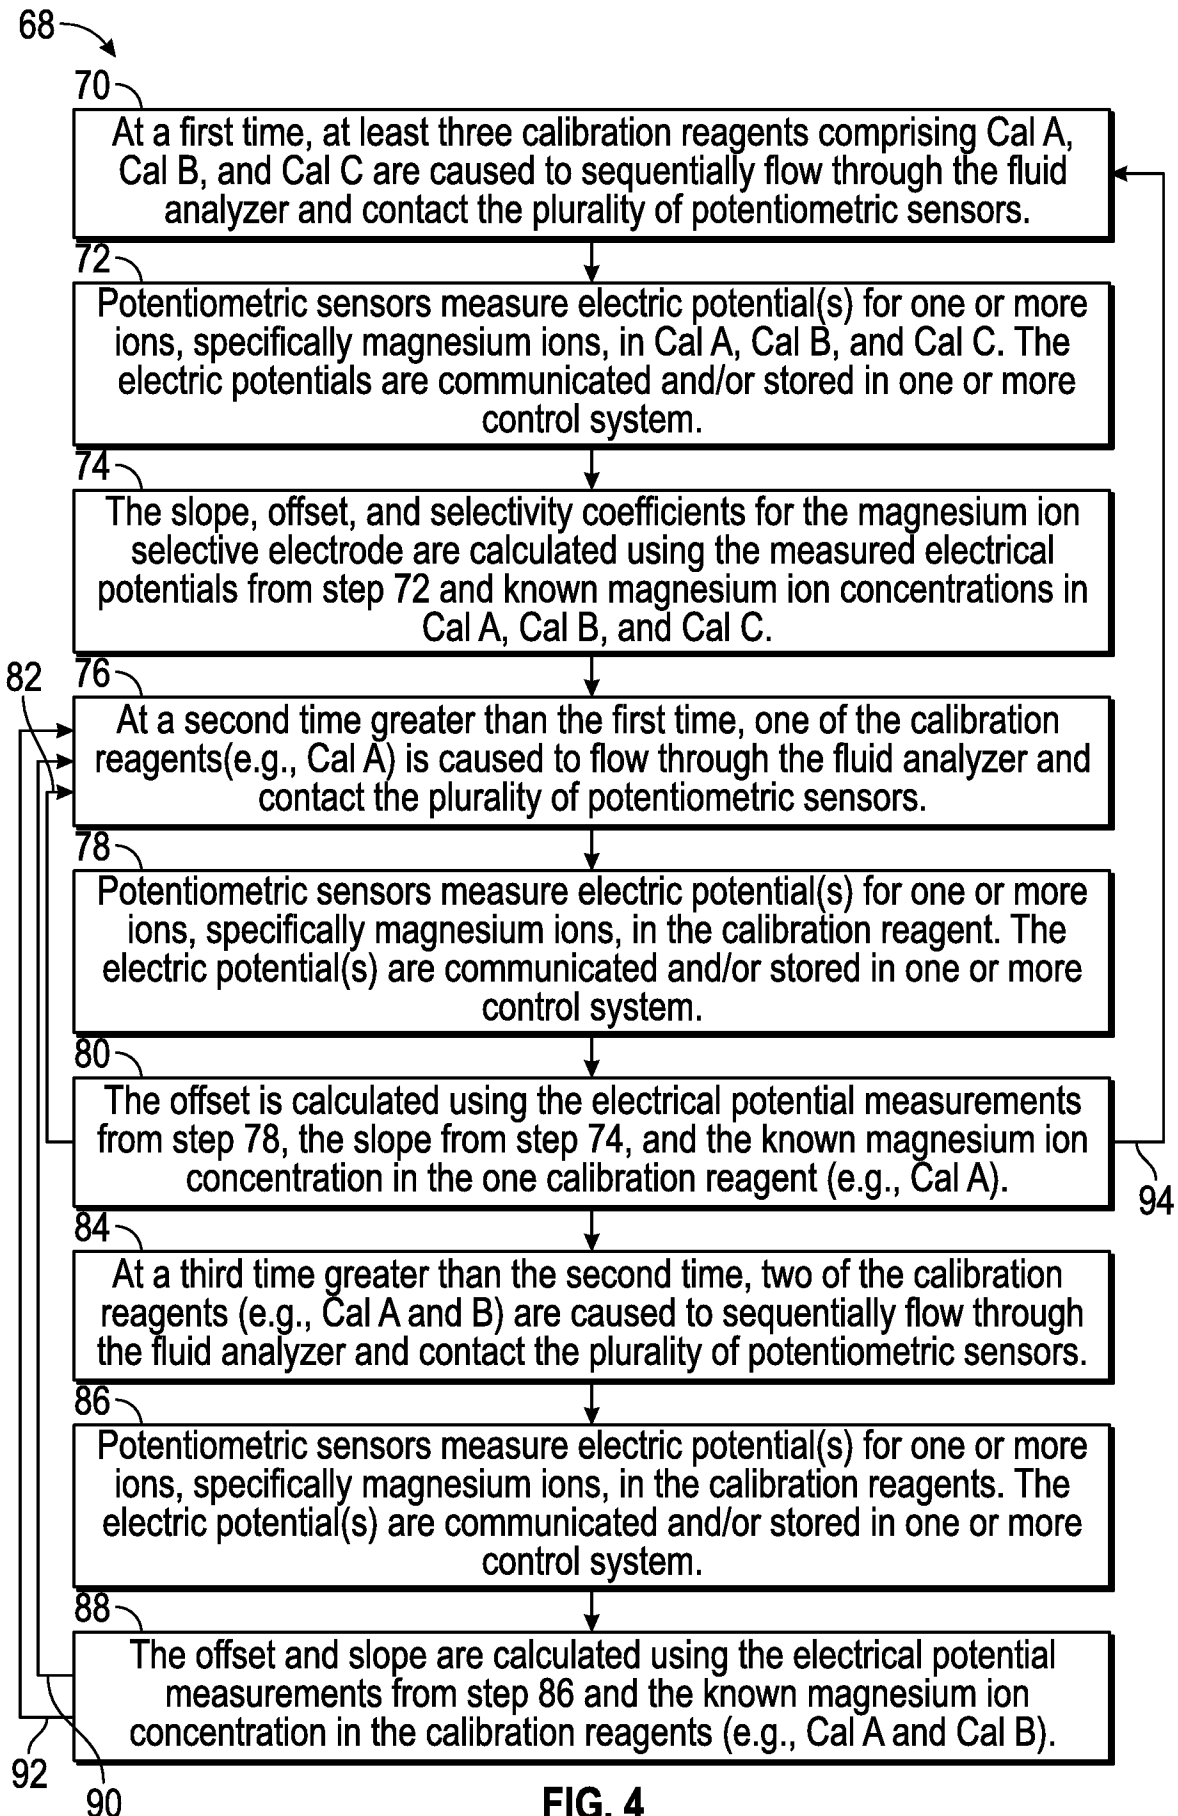 68
70
At a first time, at least three calibration reagents comprising Cal A,
Cal B, and Cal C are caused to sequentially flow through the fluid
analyzer and contact the plurality of potentiometric sensors.
72
Potentiometric sensors measure electric potential(s) for one or more
ions, specifically magnesium ions, in Cal A, Cal B, and Cal C. The
electric potentials are communicated and/or stored in one or more
control system.
74
The slope, offset, and selectivity coefficients for the magnesium ion
selective electrode are calculated using the measured electrical
potentials from step 72 and known magnesium ion concentrations in
Cal A, Cal B, and Cal C.
82
76
At a second time greater than the first time, one of the calibration
reagents(e.g., Cal A) is caused to flow through the fluid analyzer and
contact the plurality of potentiometric sensors.
78
Potentiometric sensors measure electric potential(s) for one or more
ions, specifically magnesium ions, in the calibration reagent. The
electric potential(s) are communicated and/or stored in one or more
control system.
80
The offset is calculated using the electrical potential measurements
from step 78, the slope from step 74, and the known magnesium ion
concentration in the one calibration reagent (e.g., Cal A).
94
84
At a third time greater than the second time, two of the calibration
reagents (e.g., Cal A and B) are caused to sequentially flow through
the fluid analyzer and contact the plurality of potentiometric sensors.
86
Potentiometric sensors measure electric potential(s) for one or more
ions, specifically magnesium ions, in the calibration reagents. The
electric potential(s) are communicated and/or stored in one or more
control system.
88
The offset and slope are calculated using the electrical potential
measurements from step 86 and the known magnesium ion
concentration in the calibration reagents (e.g., Cal A and Cal B).
92
90
FIG. 4